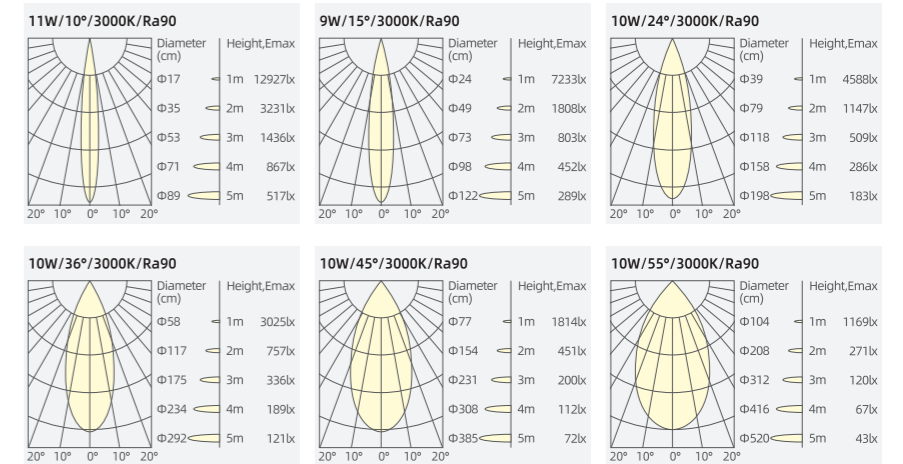 11W/10°/3000K/Ra90
Diameter (cm) Height,Emax
Φ17 1m 12927lx
Φ35 2m 3231lx
Φ53 3m 1436lx
Φ71 4m 867lx
Φ89 5m 517lx
20° 10° 0° 10° 20°
9W/15°/3000K/Ra90
Diameter (cm) Height,Emax
Φ24 1m 7233lx
Φ49 2m 1808lx
Φ73 3m 803lx
Φ98 4m 452lx
Φ122 5m 289lx
20° 10° 0° 10° 20°
10W/24°/3000K/Ra90
Diameter (cm) Height,Emax
Φ39 1m 4588lx
Φ79 2m 1147lx
Φ118 3m 509lx
Φ158 4m 286lx
Φ198 5m 183lx
20° 10° 0° 10° 20°
10W/36°/3000K/Ra90
Diameter (cm) Height,Emax
Φ58 1m 3025lx
Φ117 2m 757lx
Φ175 3m 336lx
Φ234 4m 189lx
Φ292 5m 121lx
20° 10° 0° 10° 20°
10W/45°/3000K/Ra90
Diameter (cm) Height,Emax
Φ77 1m 1814lx
Φ154 2m 451lx
Φ231 3m 200lx
Φ308 4m 112lx
Φ385 5m 72lx
20° 10° 0° 10° 20°
10W/55°/3000K/Ra90
Diameter (cm) Height,Emax
Φ104 1m 1169lx
Φ208 2m 271lx
Φ312 3m 120lx
Φ416 4m 67lx
Φ520 5m 43lx
20° 10° 0° 10° 20°